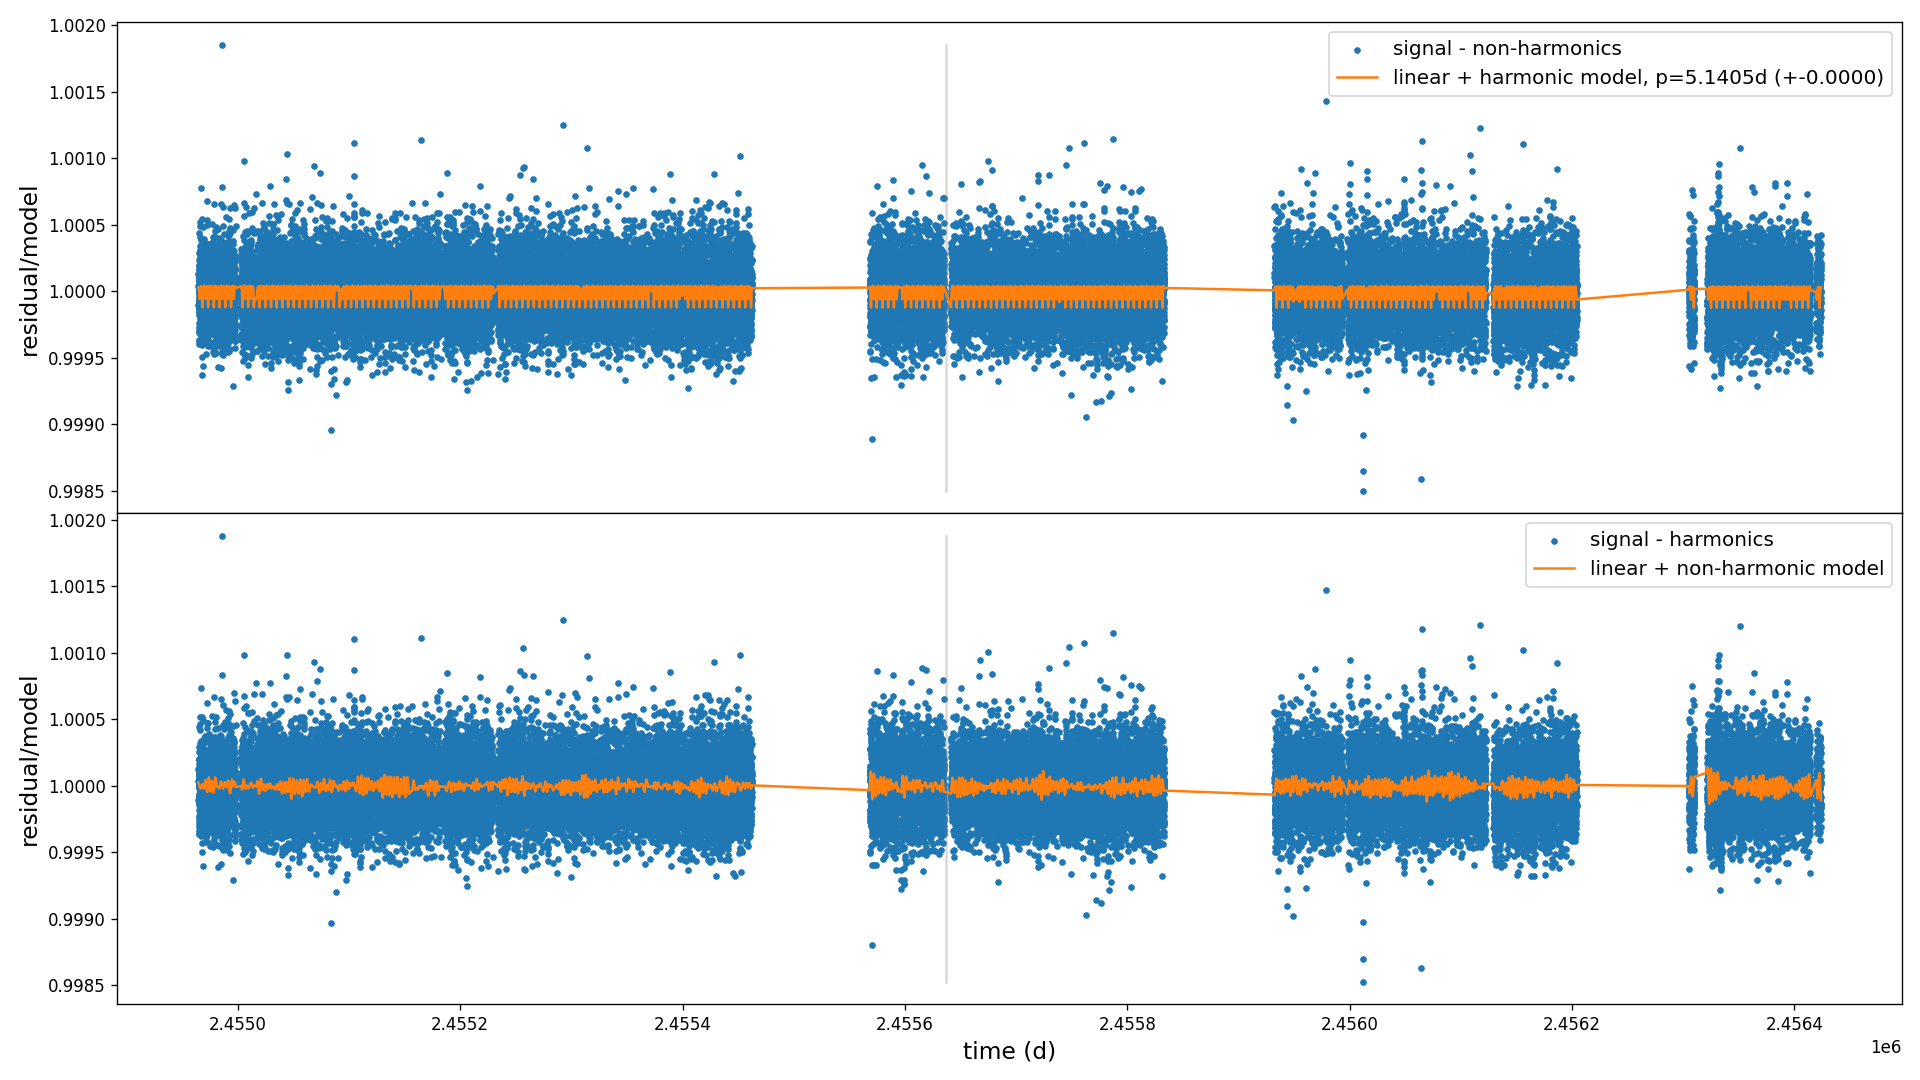 1.0020
1.0015
1.0010
1.0005
1.0000
0.9995
0.9990
0.9985
residual/model
signal - non-harmonics
linear + harmonic model, p=5.1405d (+-0.0000)
1.0020
1.0015
1.0010
1.0005
1.0000
0.9995
0.9990
0.9985
residual/model
signal - harmonics
linear + non-harmonic model
2.4550 2.4552 2.4554 2.4556 2.4558 2.4560 2.4562 2.4564
1e6
time (d)